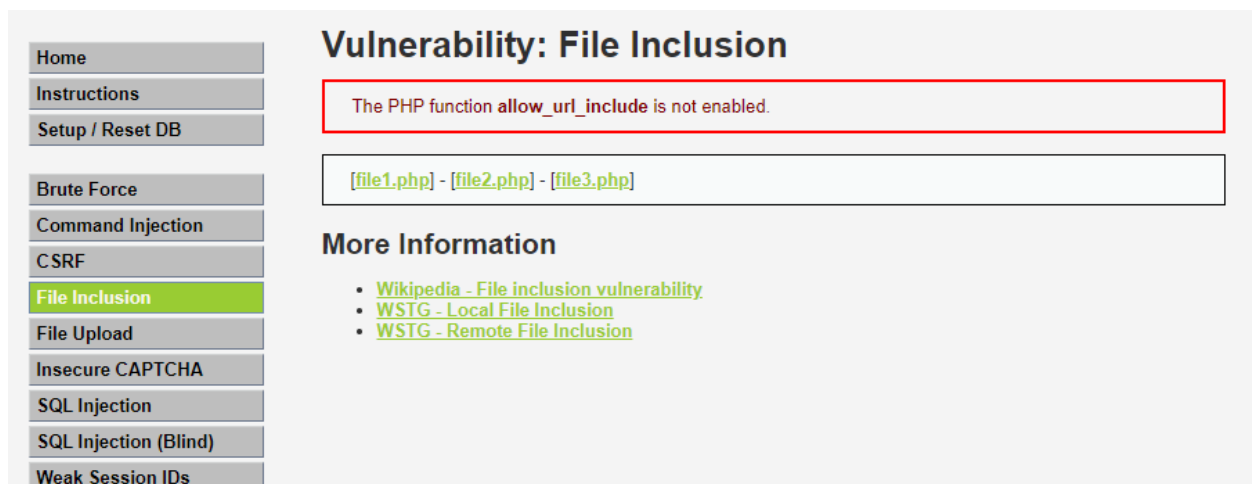 Home
Instructions
Setup / Reset DB
Brute Force
Command Injection
CSRF
File Inclusion
File Upload
Insecure CAPTCHA
SQL Injection
SQL Injection (Blind)
Weak Session IDs
Vulnerability: File Inclusion
The PHP function allow_url_include is not enabled.
[file1.php] - [file2.php] - [file3.php]
More Information
Wikipedia - File inclusion vulnerability
WSTG - Local File Inclusion
WSTG - Remote File Inclusion